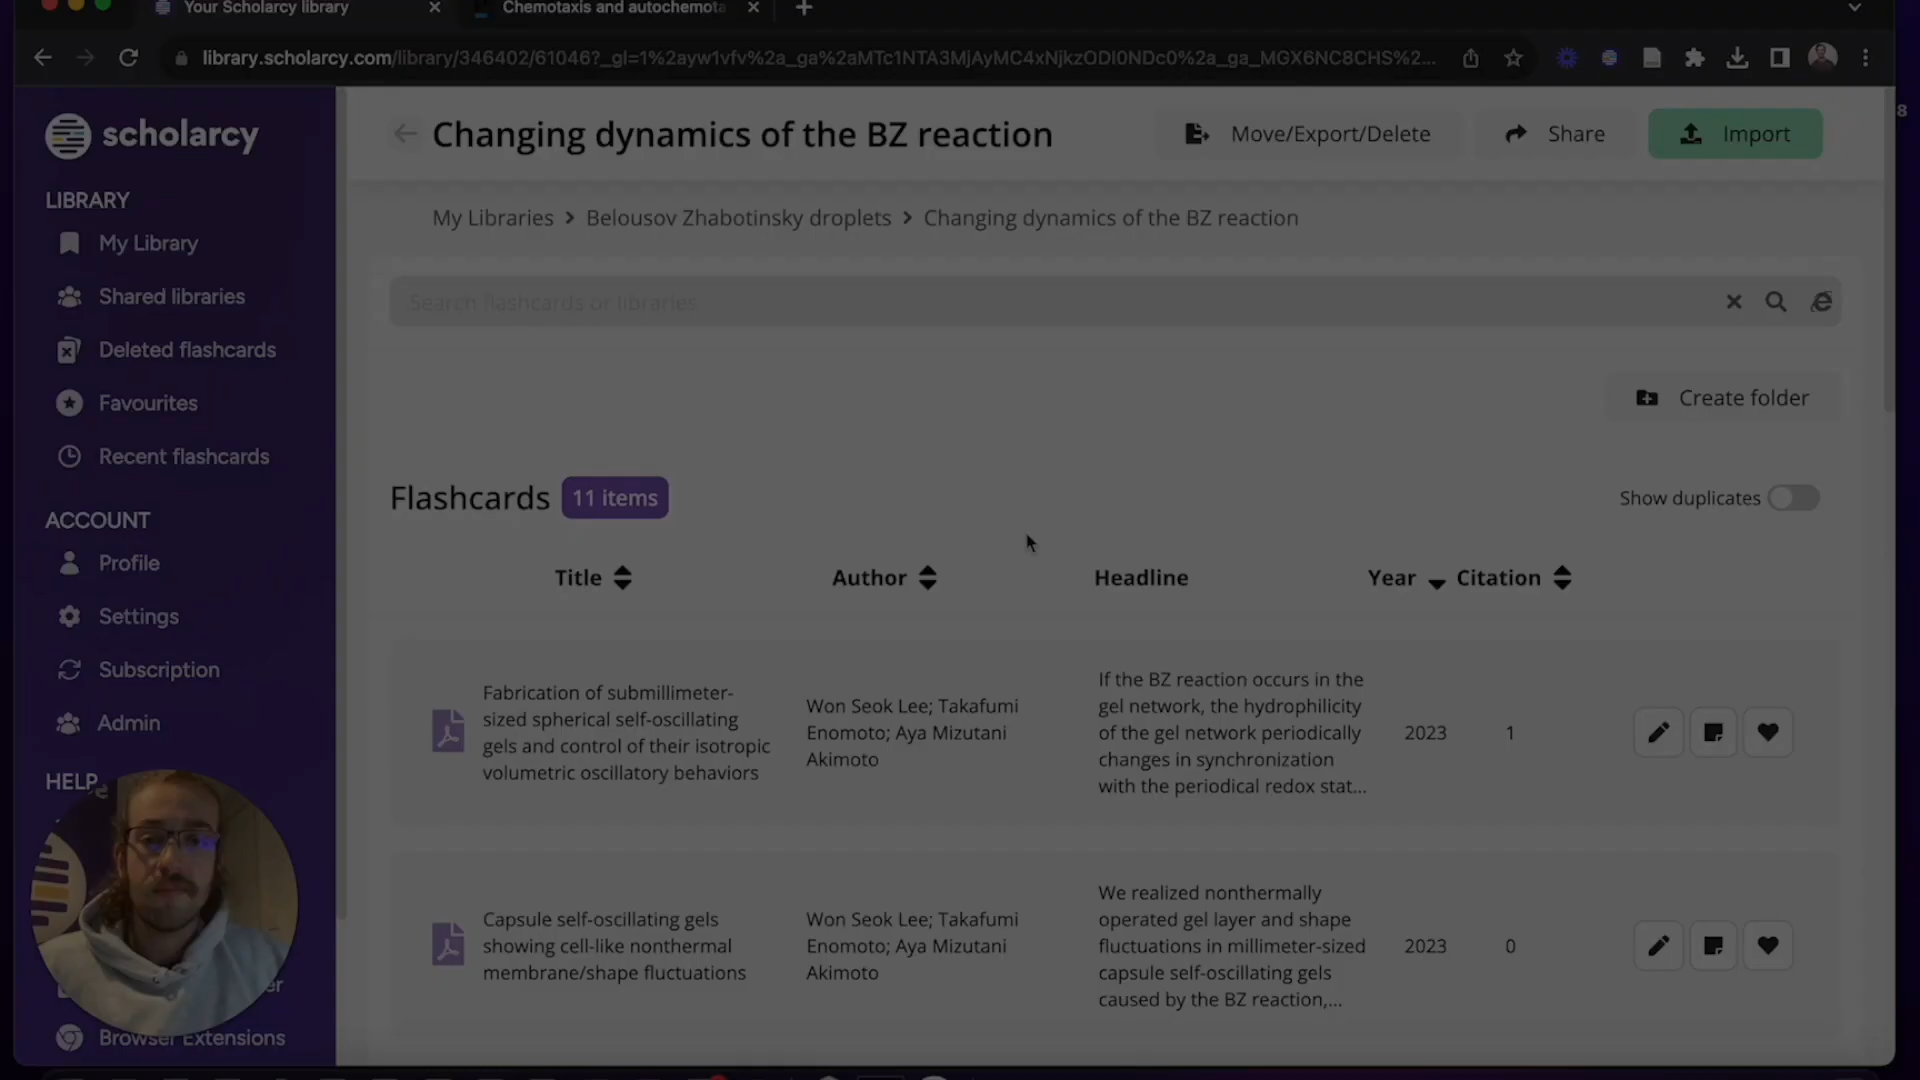 Your Scholarcy library
Chemotaxis and autochemota
library.scholarcy.com/library/346402/61046?_gl=1%2ayw1vfv%2a_ga%2aMTc1NTA3MjAyMC4xNjkzODI0NDc0%2a_ga_MGX6NC8CHS%2...
8
scholarcy
Changing dynamics of the BZ reaction
Move/Export/Delete
Share
Import
LIBRARY
My Library
Shared libraries
Deleted flashcards
Favourites
Recent flashcards
ACCOUNT
Profile
Settings
Subscription
Admin
HELP
er
Browser Extensions
My Libraries > Belousov Zhabotinsky droplets > Changing dynamics of the BZ reaction
Search flashcards or libraries
Create folder
Flashcards 11 items
Show duplicates
Title Author Headline Year Citation
Fabrication of submillimeter-
sized spherical self-oscillating
gels and control of their isotropic
volumetric oscillatory behaviors
Won Seok Lee; Takafumi
Enomoto; Aya Mizutani
Akimoto
If the BZ reaction occurs in the
gel network, the hydrophilicity
of the gel network periodically
changes in synchronization
with the periodical redox stat...
2023
1
Capsule self-oscillating gels
showing cell-like nonthermal
membrane/shape fluctuations
Won Seok Lee; Takafumi
Enomoto; Aya Mizutani
Akimoto
We realized nonthermally
operated gel layer and shape
fluctuations in millimeter-sized
capsule self-oscillating gels
caused by the BZ reaction,...
2023
0